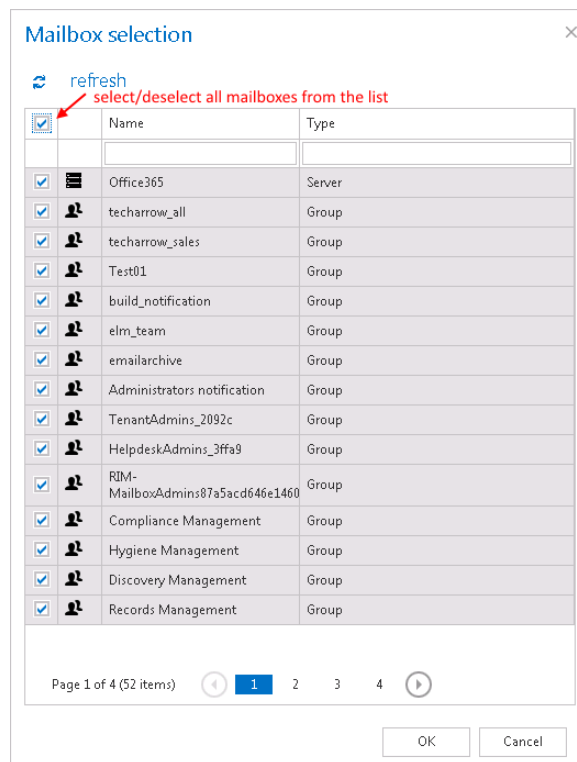 Mailbox selection
refresh
select/deselect all mailboxes from the list
Name Type
Office365 Server
techarrow_all Group
techarrow_sales Group
Test01 Group
build_notification Group
elm_team Group
emailarchive Group
Administrators notification Group
TenantAdmins_2092c Group
HelpdeskAdmins_3ffa9 Group
RIM-
MailboxAdmins87a5acd646e1460 Group
Compliance Management Group
Hygiene Management Group
Discovery Management Group
Records Management Group
Page 1 of 4 (52 items) 1 2 3 4
OK Cancel